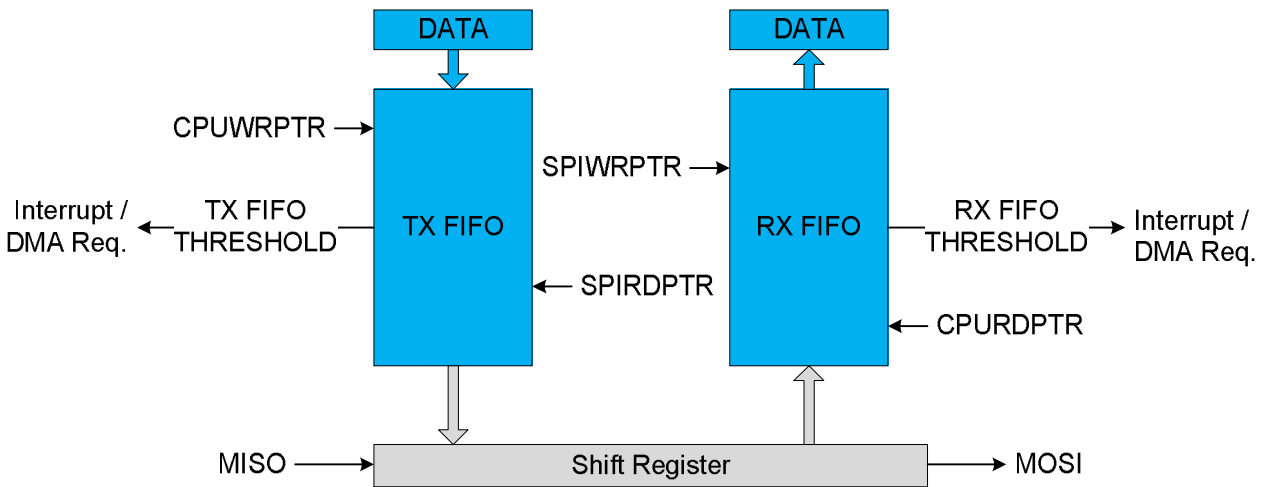 DATA
DATA
CPUWRPTR
SPIWRPTR
Interrupt /
DMA Req.
TX FIFO
THRESHOLD
TX FIFO
RX FIFO
RX FIFO
THRESHOLD
Interrupt /
DMA Req.
SPIRDPTR
CPURDPTR
MISO
Shift Register
MOSI